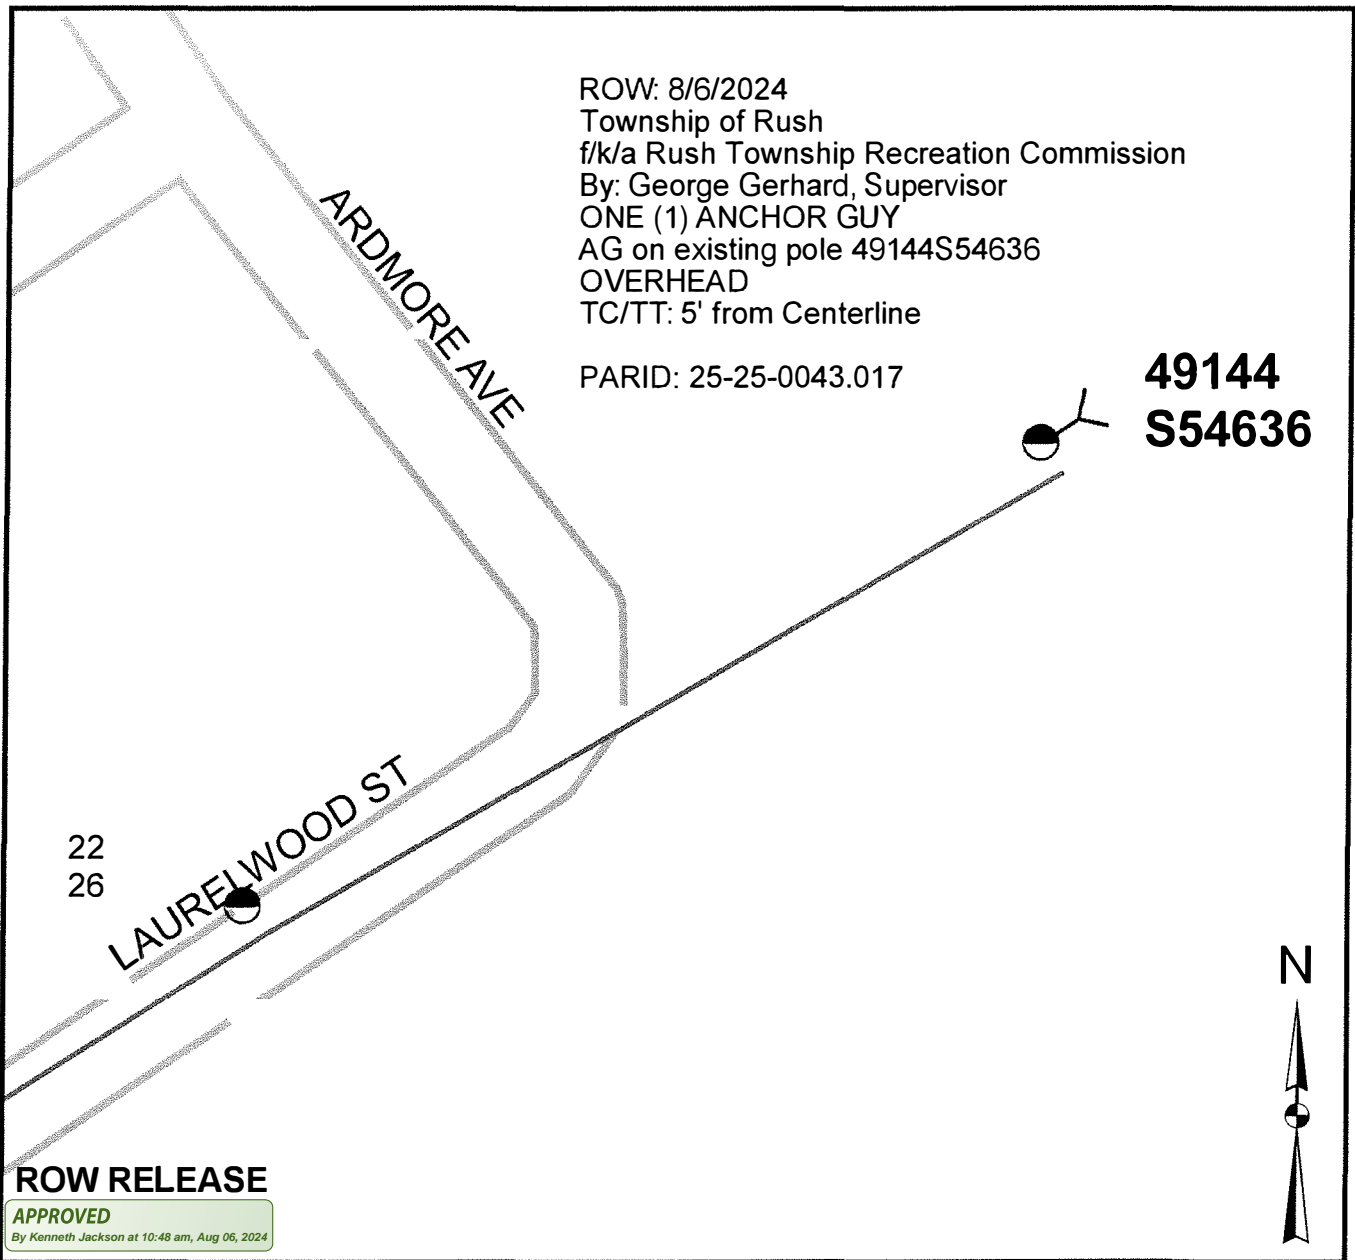 ROW: 8/6/2024
Township of Rush
f/k/a Rush Township Recreation Commission
By: George Gerhard, Supervisor
ONE (1) ANCHOR GUY
AG on existing pole 49144S54636
OVERHEAD
TC/TT: 5' from Centerline
PARID: 25-25-0043.017
ARDMORE AVE
49144
S54636
LAURELWOOD ST
22
26
N
ROW RELEASE
APPROVED
By Kenneth Jackson at 10:48 am, Aug 06, 2024